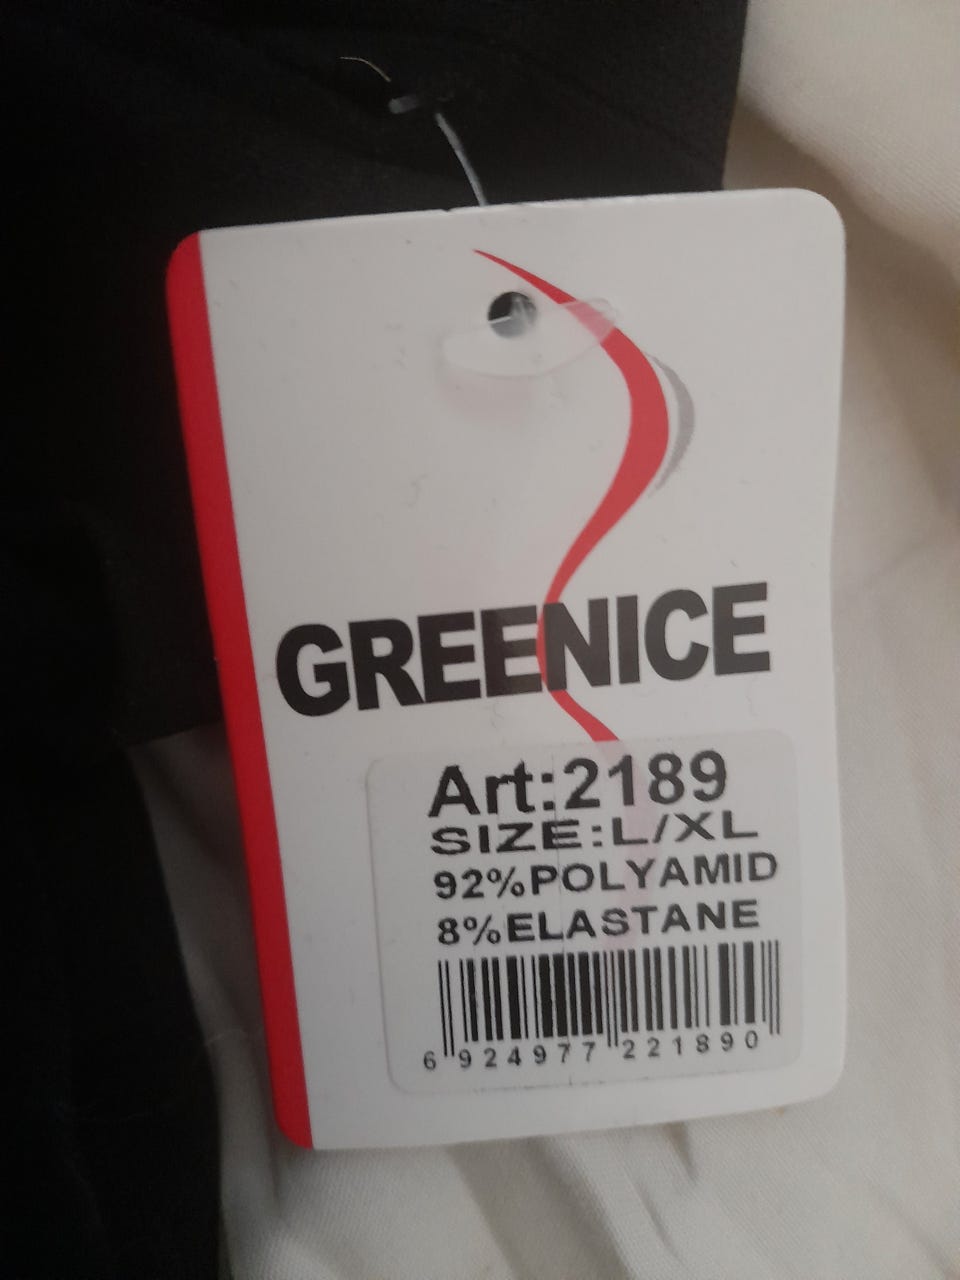 GREENICE
Art:2189
SIZE:L/XL
92%POLYAMID
8%ELASTANE
6 924977 221890